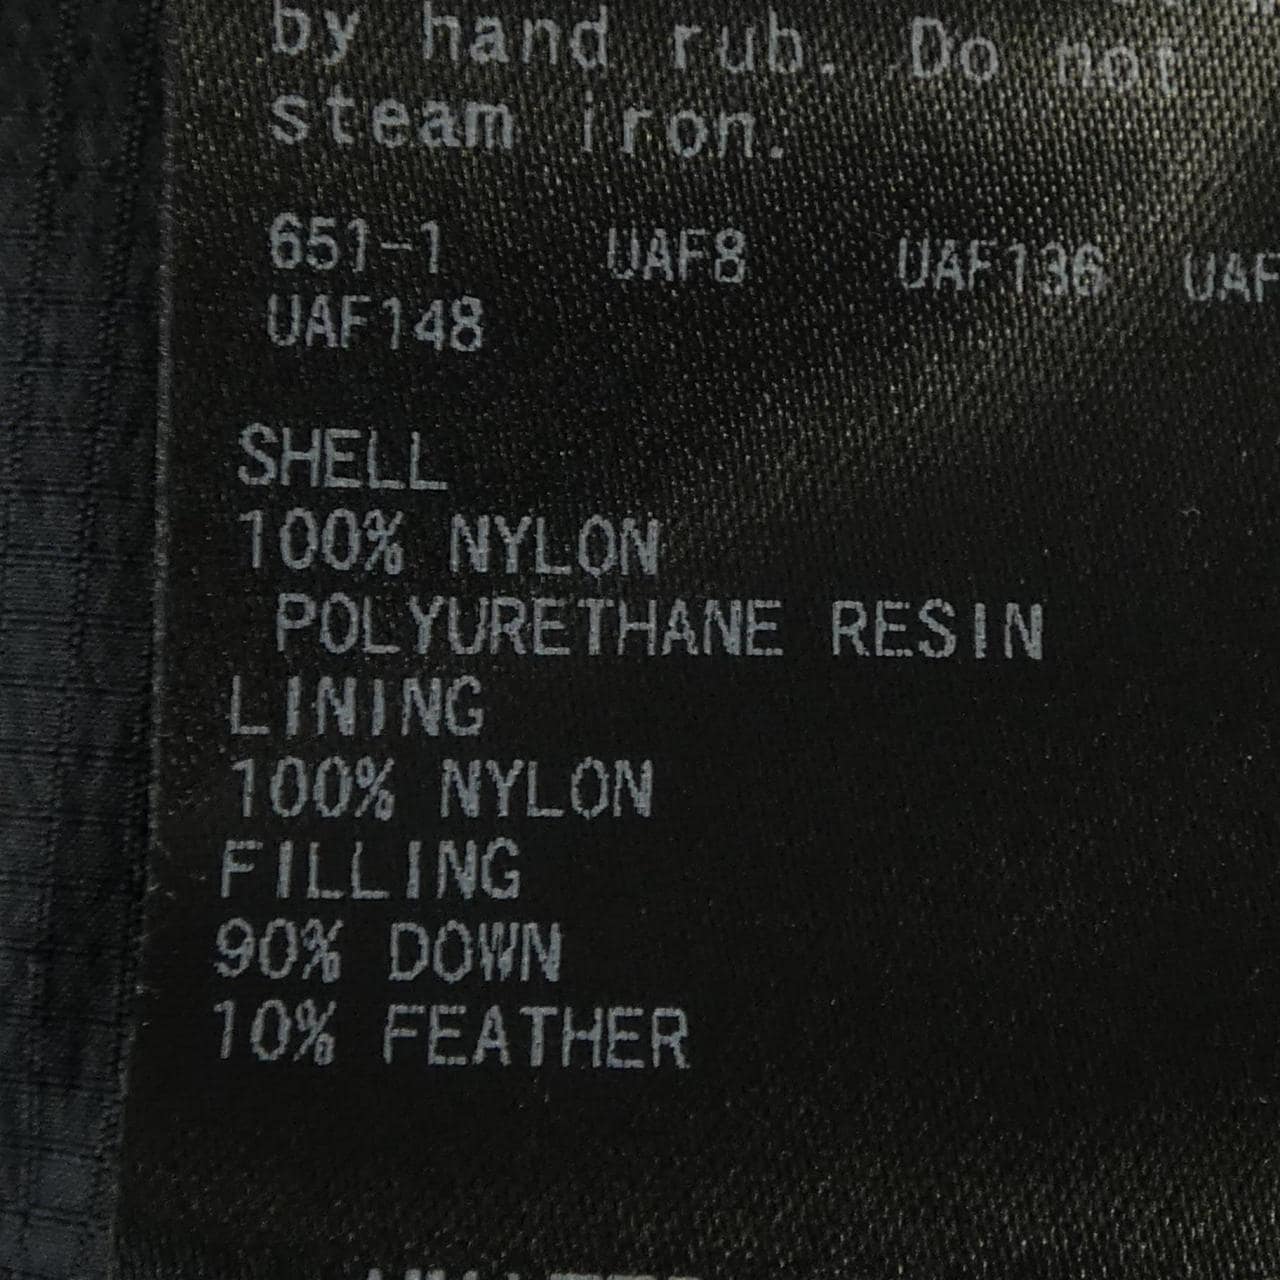 by hand rub. Do not
steam iron.
651-1 UAF8 UAF136 UAF
UAF148
SHELL
100% NYLON
POLYURETHANE RESIN
LINING
100% NYLON
FILLING
90% DOWN
10% FEATHER